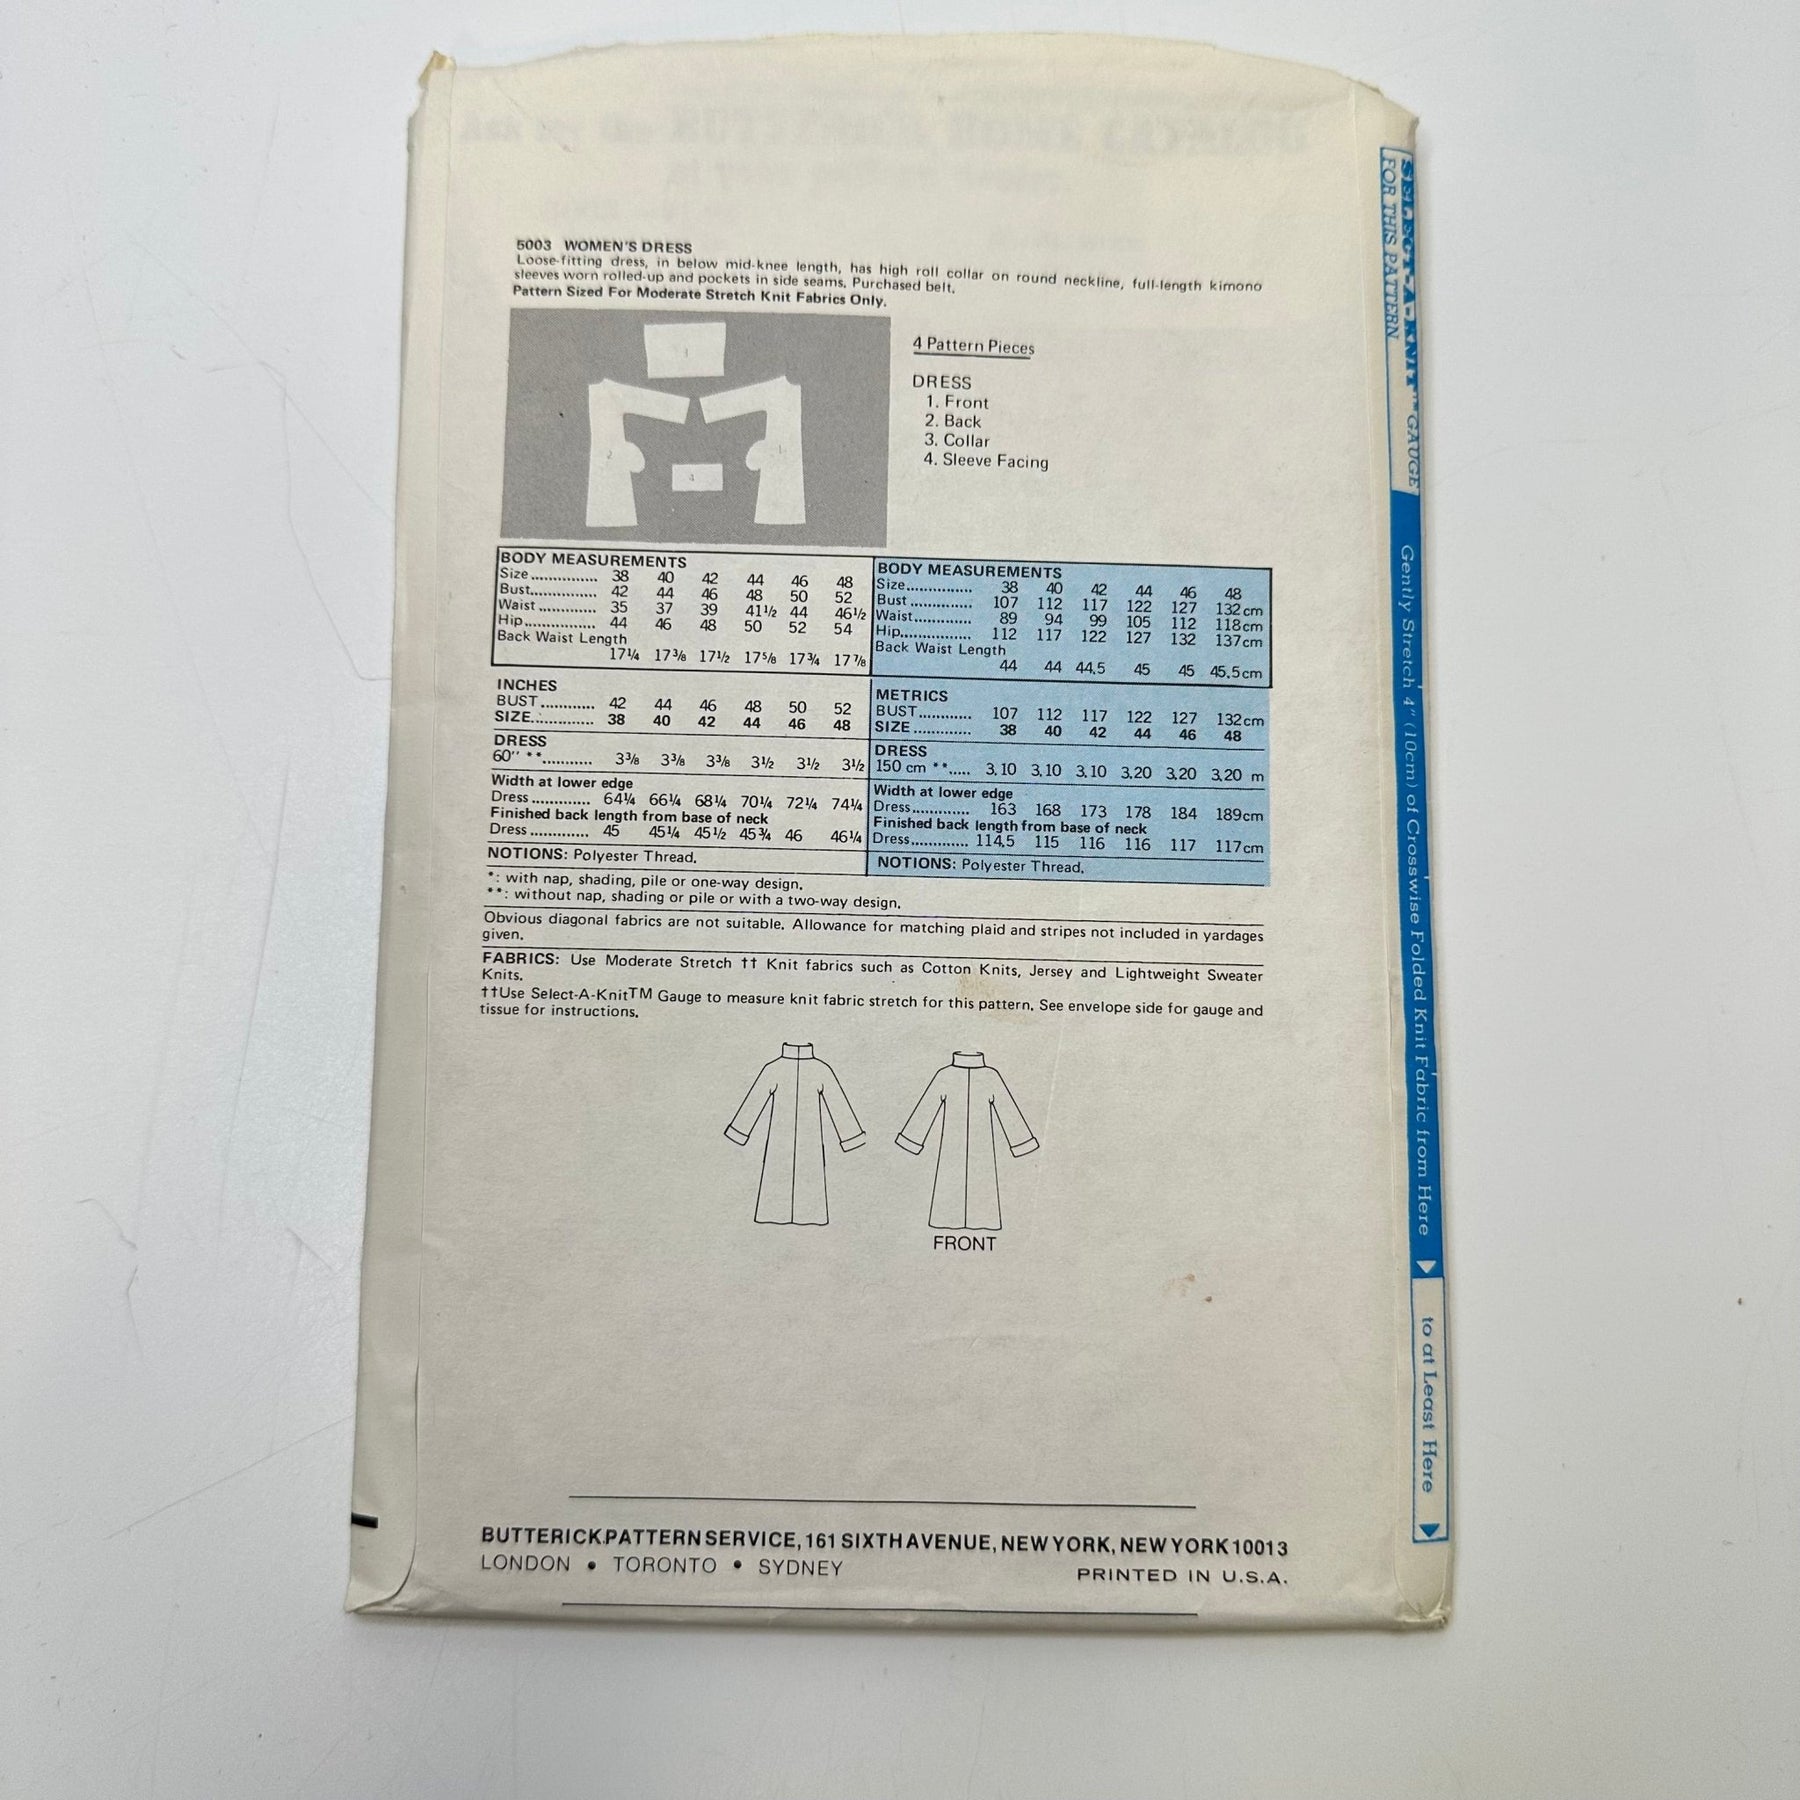 5003 WOMEN'S DRESS
Loose-fitting dress, in below mid-knee length, has high roll collar on round neckline, full-length kimono
sleeves worn rolled-up and pockets in side seams. Purchased belt.
Pattern Sized For Moderate Stretch Knit Fabrics Only.
1
2
1
4
4 Pattern Pieces
DRESS
1. Front
2. Back
3. Collar
4. Sleeve Facing
BODY MEASUREMENTS
Size............... 38 40 42 44 46 48
Bust............... 42 44 46 48 50 52
Waist ............. 35 37 39 41½ 44 46½
Hip................ 44 46 48 50 52 54
Back Waist Length
17¼ 17⅜ 17½ 17⅝ 17¾ 17⅞
BODY MEASUREMENTS
Size............... 38 40 42 44 46 48
Bust .............. 107 112 117 122 127 132cm
Waist............. 89 94 99 105 112 118cm
Hip................ 112 117 122 127 132 137cm
Back Waist Length
44 44 44.5 45 45 45.5cm
INCHES
BUST............ 42 44 46 48 50 52
SIZE............. 38 40 42 44 46 48
DRESS
60" **........... 3⅜ 3⅜ 3⅜ 3½ 3½ 3½
Width at lower edge
Dress ............. 64¼ 66¼ 68¼ 70¼ 72¼ 74¼
Finished back length from base of neck
Dress ............. 45 45¼ 45½ 45¾ 46 46¼
NOTIONS: Polyester Thread.
METRICS
BUST............ 107 112 117 122 127 132cm
SIZE ............. 38 40 42 44 46 48
DRESS
150 cm **..... 3.10 3.10 3.10 3.20 3.20 3.20 m
Width at lower edge
Dress............. 163 168 173 178 184 189cm
Finished back length from base of neck
Dress............. 114.5 115 116 116 117 117cm
NOTIONS: Polyester Thread.
*: with nap, shading, pile or one-way design.
**: without nap, shading or pile or with a two-way design.
Obvious diagonal fabrics are not suitable. Allowance for matching plaid and stripes not included in yardages
given.
FABRICS: Use Moderate Stretch †† Knit fabrics such as Cotton Knits, Jersey and Lightweight Sweater
Knits.
††Use Select-A-Knit™ Gauge to measure knit fabric stretch for this pattern. See envelope side for gauge and
tissue for instructions.
FRONT
BUTTERICK PATTERN SERVICE, 161 SIXTH AVENUE, NEW YORK, NEW YORK 10013
LONDON • TORONTO • SYDNEY
PRINTED IN U.S.A.
SELECT-A-KNIT™ GAUGE
FOR THIS PATTERN
Gently Stretch 4" (10cm) of Crosswise Folded Knit Fabric from Here
to at Least Here